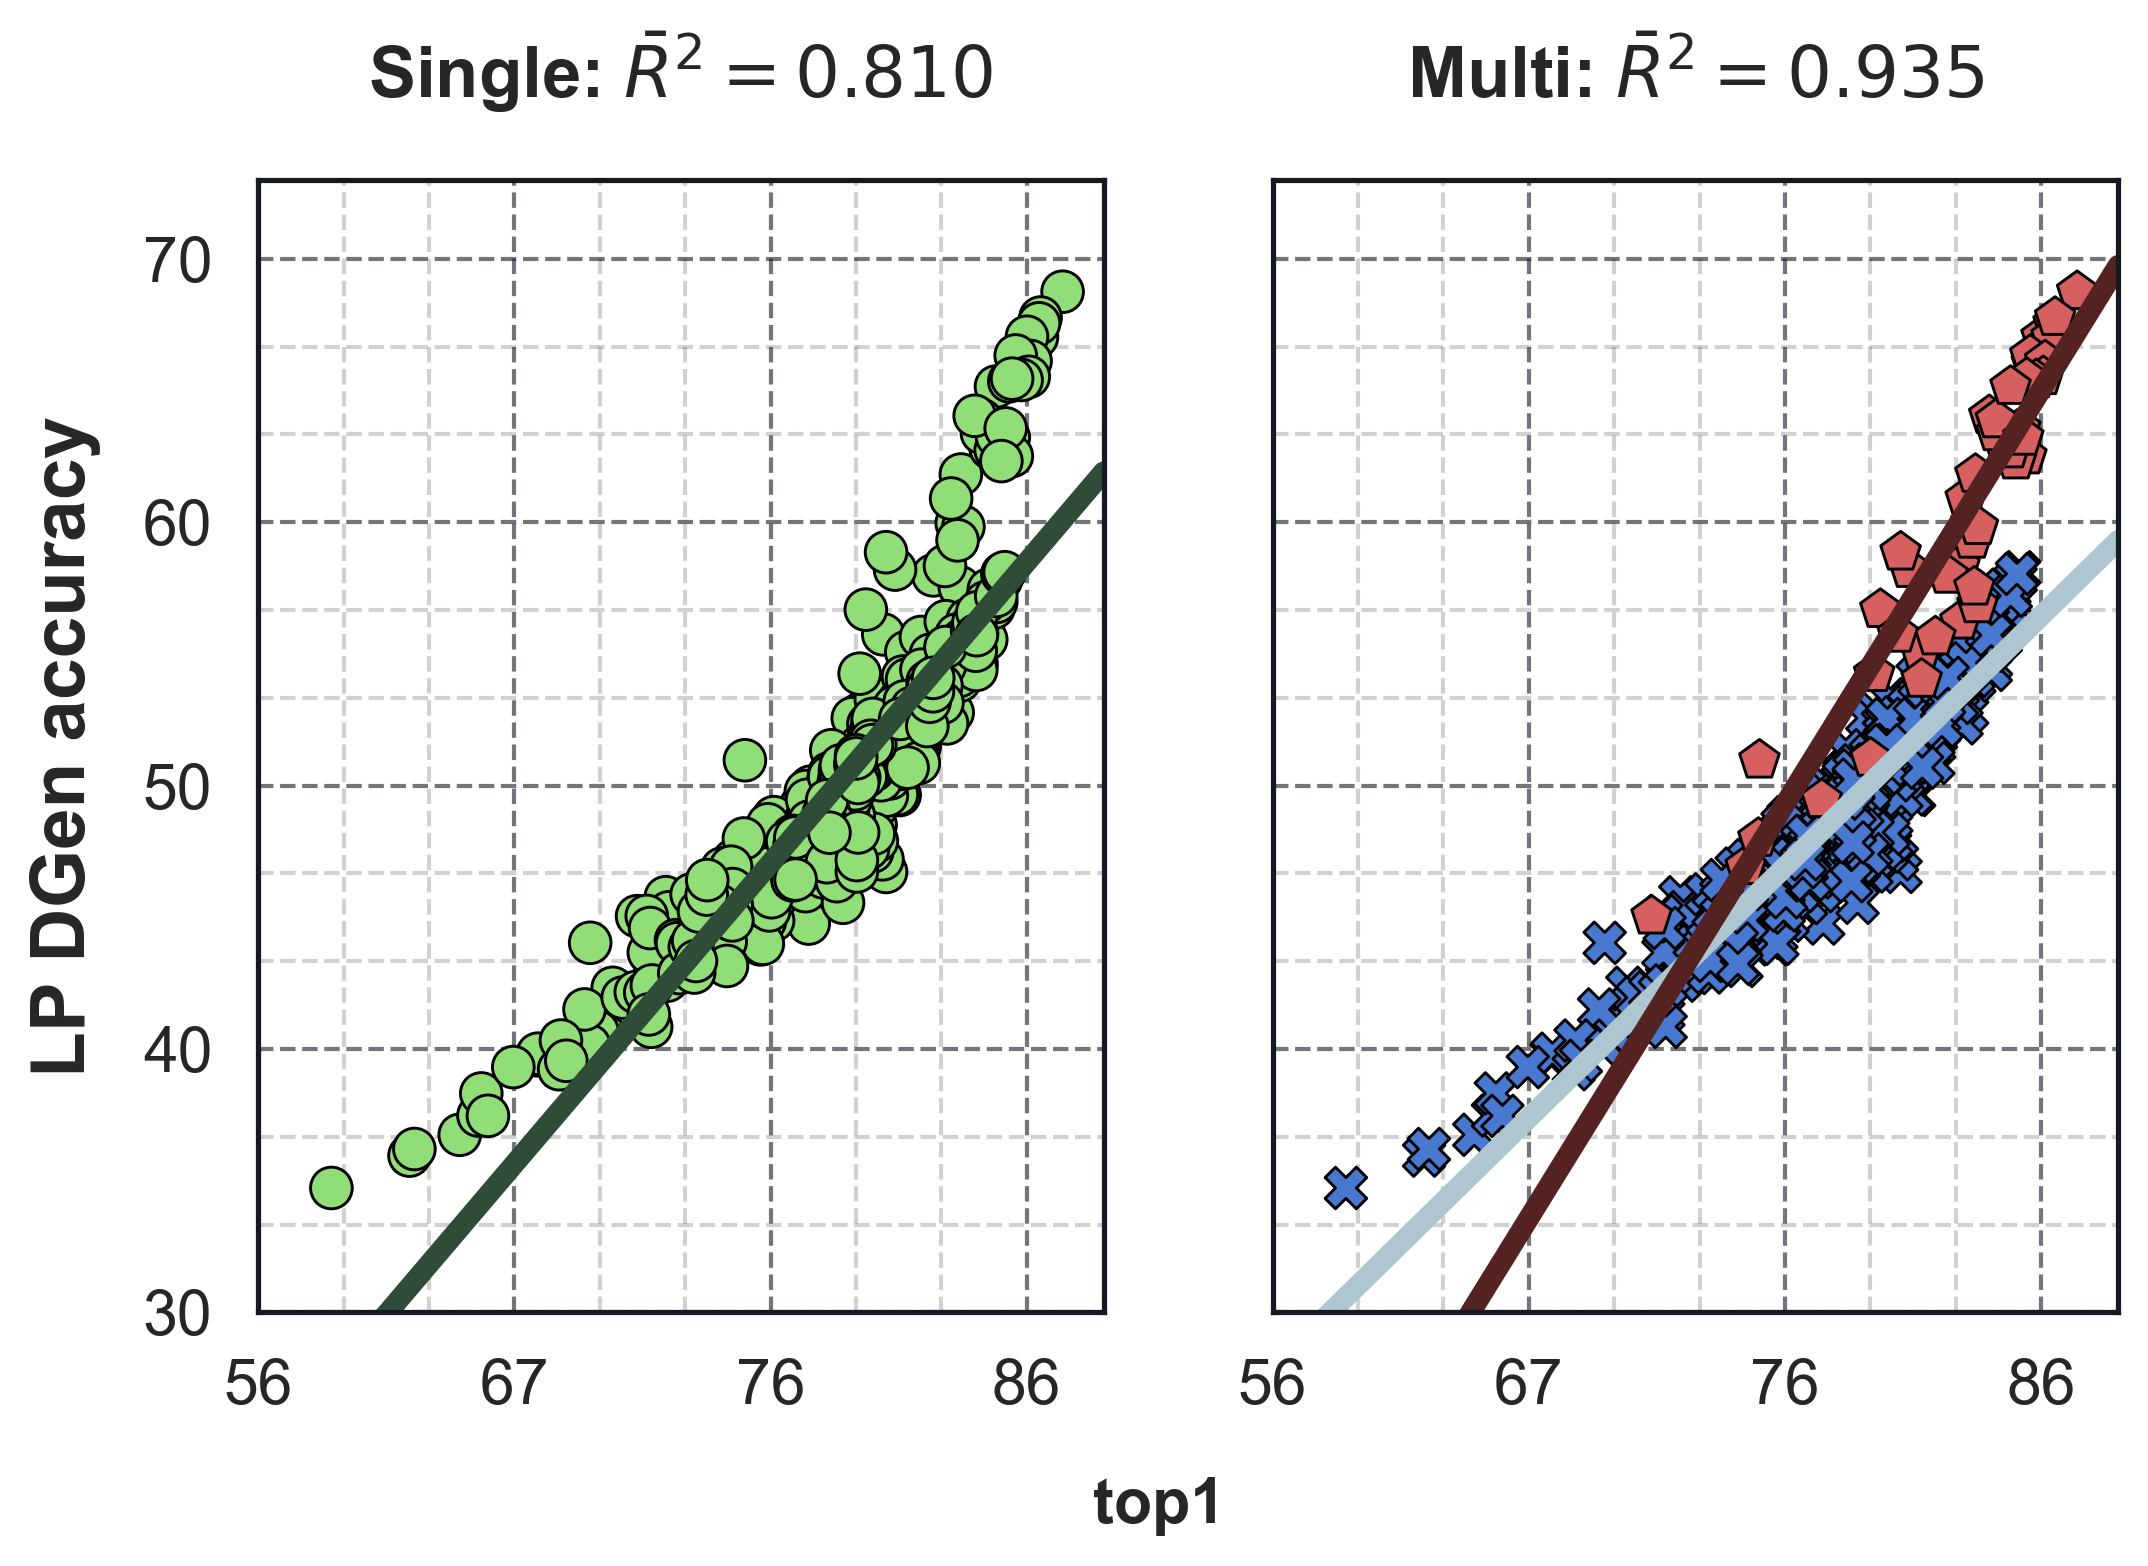 Single: R̄² = 0.810
Multi: R̄² = 0.935
LP DGen accuracy
70
60
50
40
30
56 67 76 86
56 67 76 86
top1